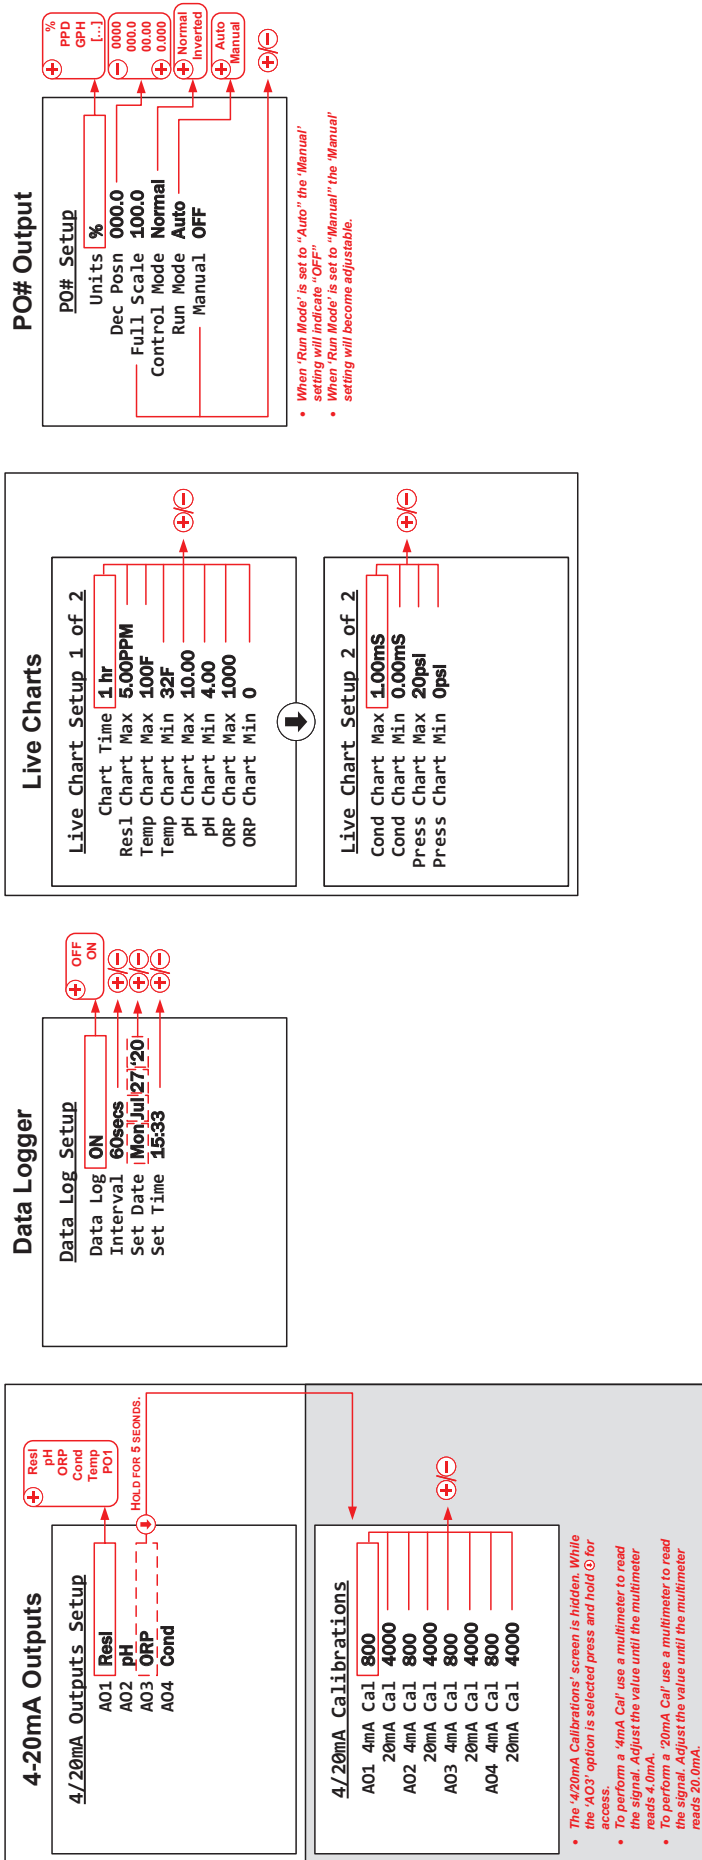 4-20mA Outputs
4/20mA Outputs Setup
AO1 Resl
AO2 pH
AO3 ORP
AO4 Cond
Resl
pH
ORP
Cond
Temp
PO1
HOLD FOR 5 SECONDS.
4/20mA Calibrations
AO1 4mA Cal 800
20mA Cal 4000
AO2 4mA Cal 800
20mA Cal 4000
AO3 4mA Cal 800
20mA Cal 4000
AO4 4mA Cal 800
20mA Cal 4000
+/−
• The '4/20mA Calibrations' screen is hidden. While
the 'AO3' option is selected press and hold ⬇ for
access.
• To perform a '4mA Cal' use a multimeter to read
the signal. Adjust the value until the multimeter
reads 4.0mA.
• To perform a '20mA Cal' use a multimeter to read
the signal. Adjust the value until the multimeter
reads 20.0mA.
Data Logger
Data Log Setup
Data Log ON
Interval 60secs
Set Date Mon Jul 27 '20
Set Time 15:33
+ OFF
ON
+/−
+/−
+/−
Live Charts
Live Chart Setup 1 of 2
Chart Time 1 hr
Resl Chart Max 5.00PPM
Temp Chart Max 100F
Temp Chart Min 32F
pH Chart Max 10.00
pH Chart Min 4.00
ORP Chart Max 1000
ORP Chart Min 0
+/−
Live Chart Setup 2 of 2
Cond Chart Max 1.00mS
Cond Chart Min 0.00mS
Press Chart Max 20psi
Press Chart Min 0psi
+/−
PO# Output
PO# Setup
Units %
Dec Posn 000.0
Full Scale 100.0
Control Mode Normal
Run Mode Auto
Manual OFF
+ %
PPD
GPH
[...]
− 0000
000.0
00.00
+ 0.000
+ Normal
Inverted
+ Auto
Manual
+/−
• When 'Run Mode' is set to "Auto" the 'Manual'
setting will indicate "OFF"
• When 'Run Mode' is set to "Manual" the 'Manual'
setting will become adjustable.